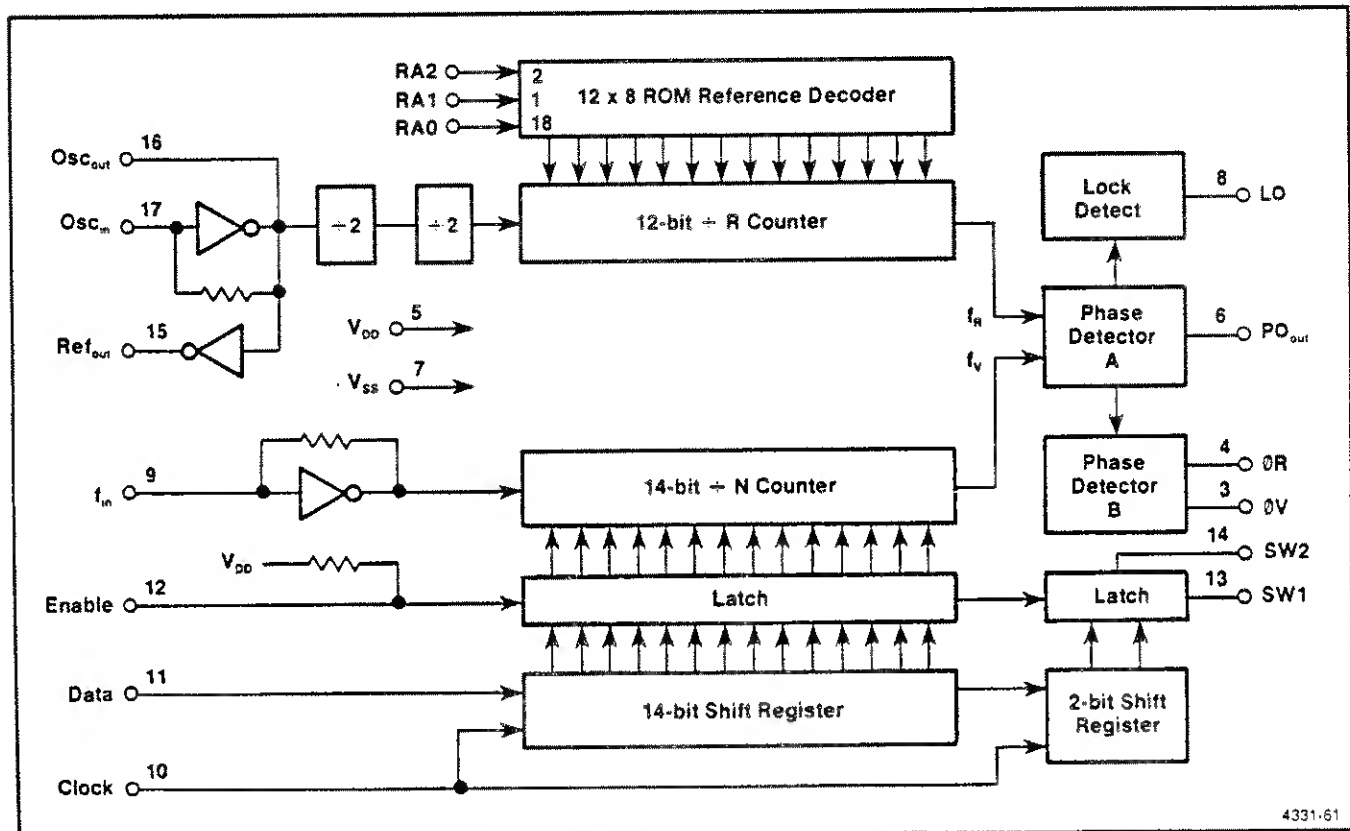 RA2
RA1
RA0
2
1
18
12 x 8 ROM Reference Decoder
Osc_out
16
Osc_in
17
÷2
÷2
12-bit ÷ R Counter
Lock
Detect
8
LO
Ref_out
15
V_DD
5
V_SS
7
f_R
f_V
Phase
Detector
A
6
PO_out
f_in
9
14-bit ÷ N Counter
Phase
Detector
B
4
ØR
3
ØV
14
SW2
13
SW1
V_DD
Enable
12
Latch
Latch
Data
11
14-bit Shift Register
2-bit Shift
Register
Clock
10
4331-61